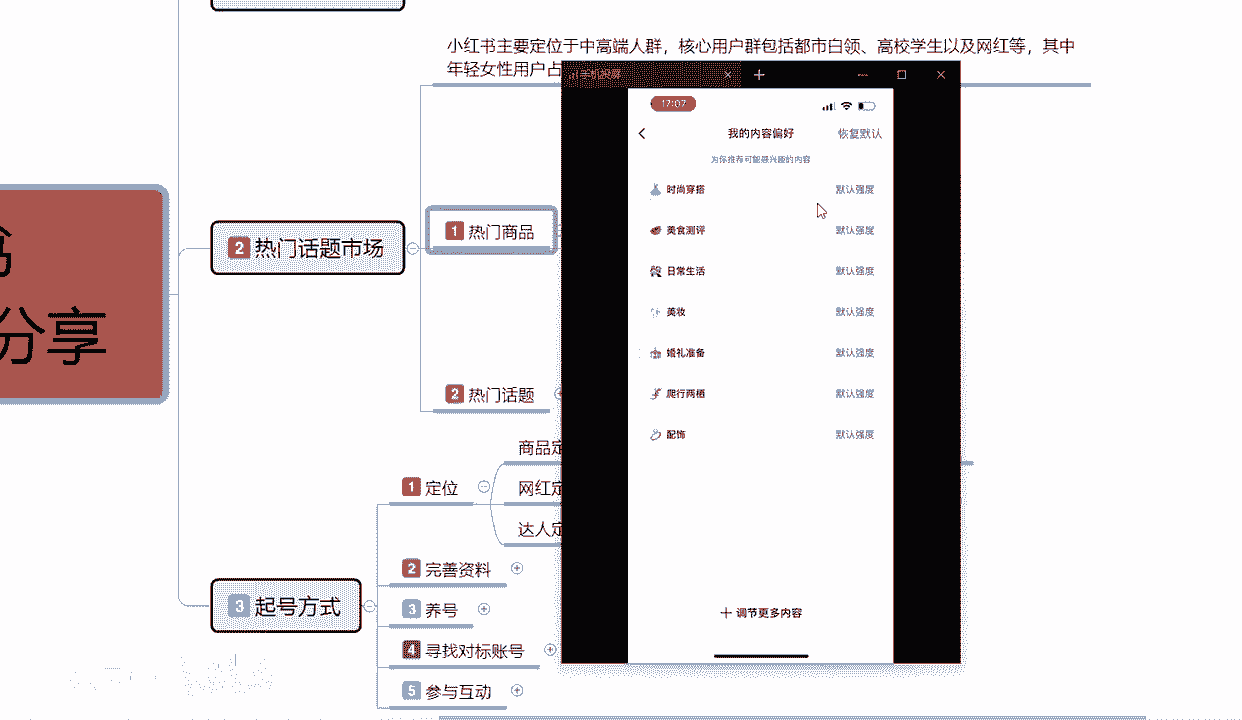 小红书主要定位于中高端人群，核心用户群包括都市白领、高校学生以及网红等，其中
年轻女性用户占
手机投屏
17:07
我的内容偏好
恢复默认
为你推荐可能感兴趣的内容
时尚穿搭 默认强度
美食测评 默认强度
日常生活 默认强度
美妆 默认强度
婚礼准备 默认强度
爬行两栖 默认强度
配饰 默认强度
调节更多内容
分享
2 热门话题市场
1 热门商品
2 热门话题
商品定
1 定位
网红定
达人定
2 完善资料
3 起号方式
3 养号
4 寻找对标账号
5 参与互动